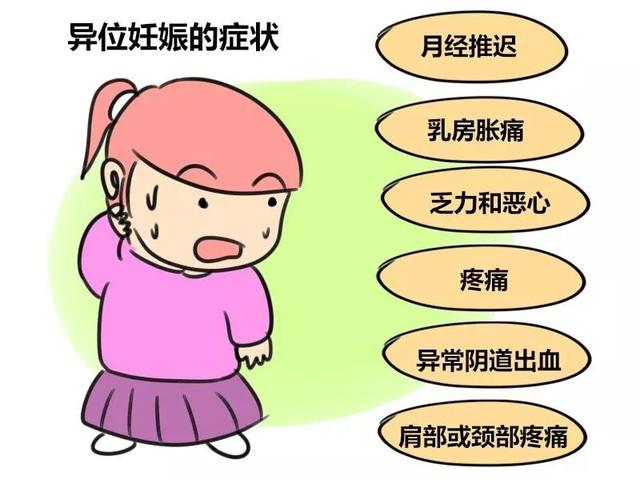 异位妊娠的症状
月经推迟
乳房胀痛
乏力和恶心
疼痛
异常阴道出血
肩部或颈部疼痛